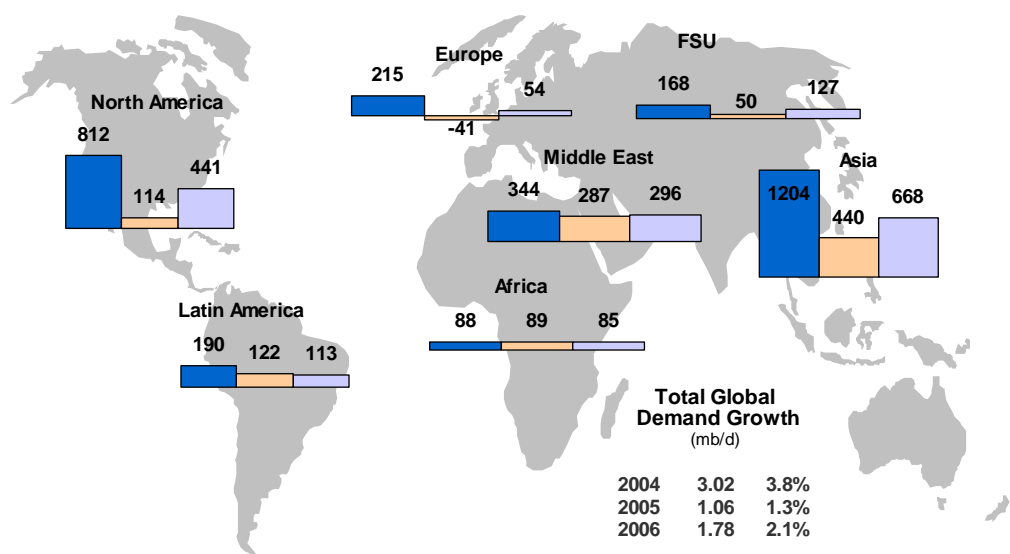 Europe
215
-41
54
FSU
168
50
127
North America
812
114
441
Middle East
344
287
296
Asia
1204
440
668
Africa
88
89
85
Latin America
190
122
113
Total Global
Demand Growth
(mb/d)
2004 3.02 3.8%
2005 1.06 1.3%
2006 1.78 2.1%